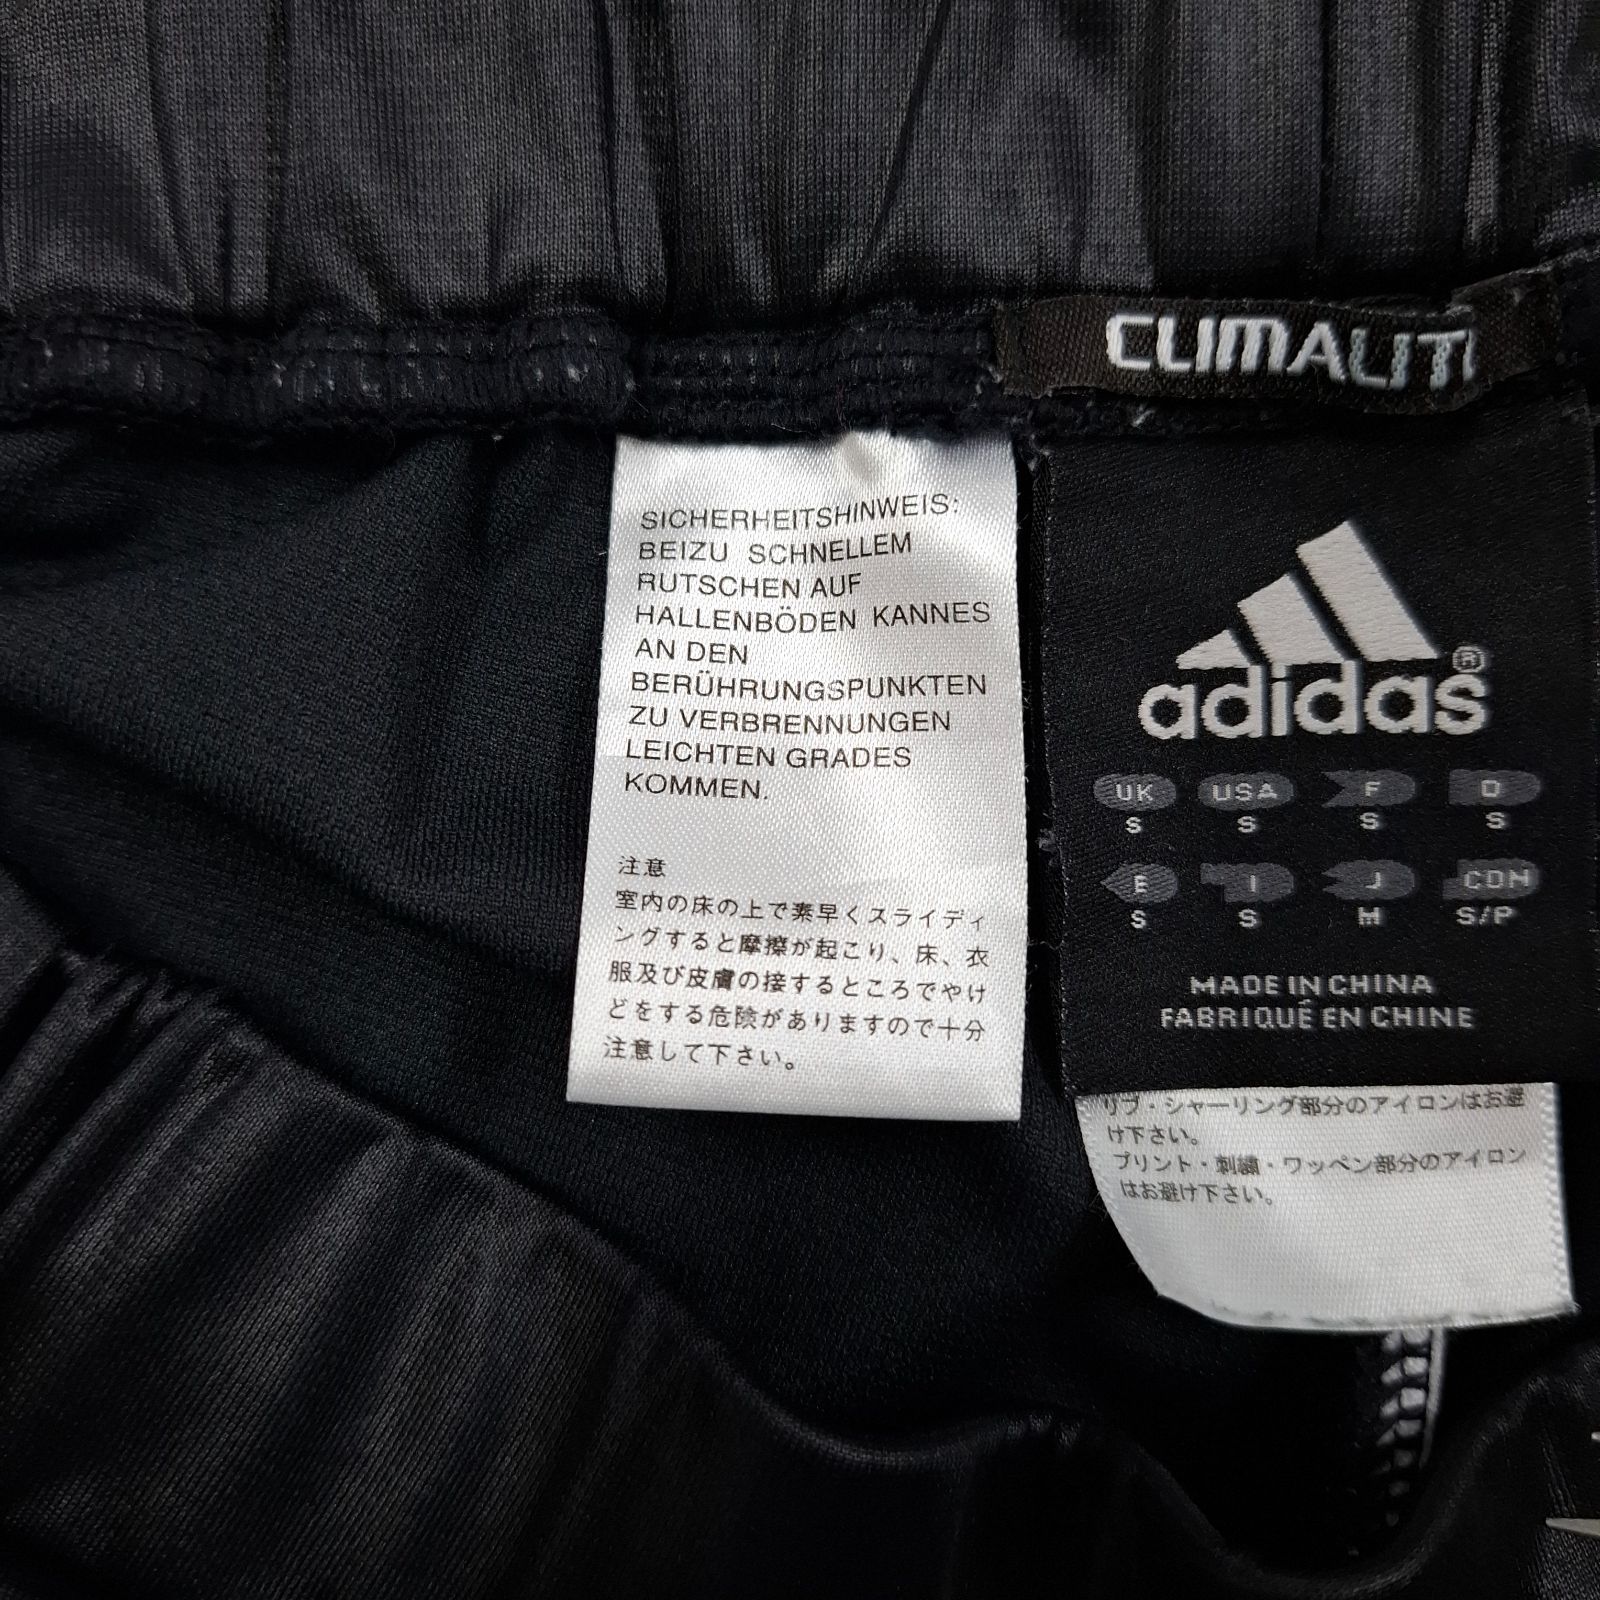 CLIMALIT
SICHERHEITSHINWEIS:
BEIZU SCHNELLEM
RUTSCHEN AUF
HALLENBÖDEN KANNES
AN DEN
BERÜHRUNGSPUNKTEN
ZU VERBRENNUNGEN
LEICHTEN GRADES
KOMMEN.
注意
室内の床の上で素早くスライディ
ングすると摩擦が起こり、床、衣
服及び皮膚の接するところでやけ
どをする危険がありますので十分
注意して下さい。
adidas®
UK USA F D
S S S S
E I J CDN
S S M S/P
MADE IN CHINA
FABRIQUÉ EN CHINE
リブ・シャーリング部分のアイロンはお避
け下さい。
プリント・刺繍・ワッペン部分のアイロン
はお避け下さい。